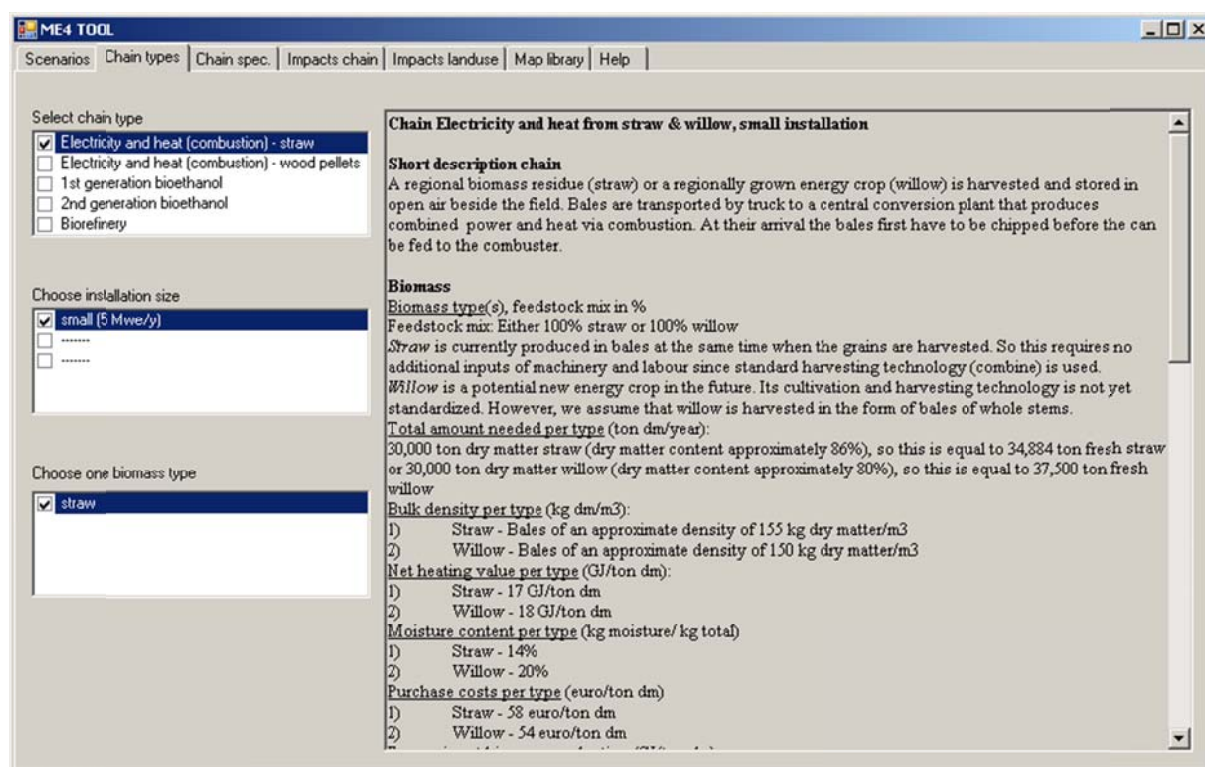 ME4 TOOL
Scenarios Chain types Chain spec. Impacts chain Impacts landuse Map library Help
Select chain type
Electricity and heat (combustion) - straw
Electricity and heat (combustion) - wood pellets
1st generation bioethanol
2nd generation bioethanol
Biorefinery
Choose installation size
small (5 Mwe/y)
-------
-------
Choose one biomass type
straw
Chain Electricity and heat from straw & willow, small installation
Short description chain
A regional biomass residue (straw) or a regionally grown energy crop (willow) is harvested and stored in
open air beside the field. Bales are transported by truck to a central conversion plant that produces
combined power and heat via combustion. At their arrival the bales first have to be chipped before the can
be fed to the combuster.
Biomass
Biomass type(s), feedstock mix in %
Feedstock mix: Either 100% straw or 100% willow
Straw is currently produced in bales at the same time when the grains are harvested. So this requires no
additional inputs of machinery and labour since standard harvesting technology (combine) is used.
Willow is a potential new energy crop in the future. Its cultivation and harvesting technology is not yet
standardized. However, we assume that willow is harvested in the form of bales of whole stems.
Total amount needed per type (ton dm/year):
30,000 ton dry matter straw (dry matter content approximately 86%), so this is equal to 34,884 ton fresh straw
or 30,000 ton dry matter willow (dry matter content approximately 80%), so this is equal to 37,500 ton fresh
willow
Bulk density per type (kg dm/m3):
1) Straw - Bales of an approximate density of 155 kg dry matter/m3
2) Willow - Bales of an approximate density of 150 kg dry matter/m3
Net heating value per type (GJ/ton dm):
1) Straw - 17 GJ/ton dm
2) Willow - 18 GJ/ton dm
Moisture content per type (kg moisture/ kg total)
1) Straw - 14%
2) Willow - 20%
Purchase costs per type (euro/ton dm)
1) Straw - 58 euro/ton dm
2) Willow - 54 euro/ton dm